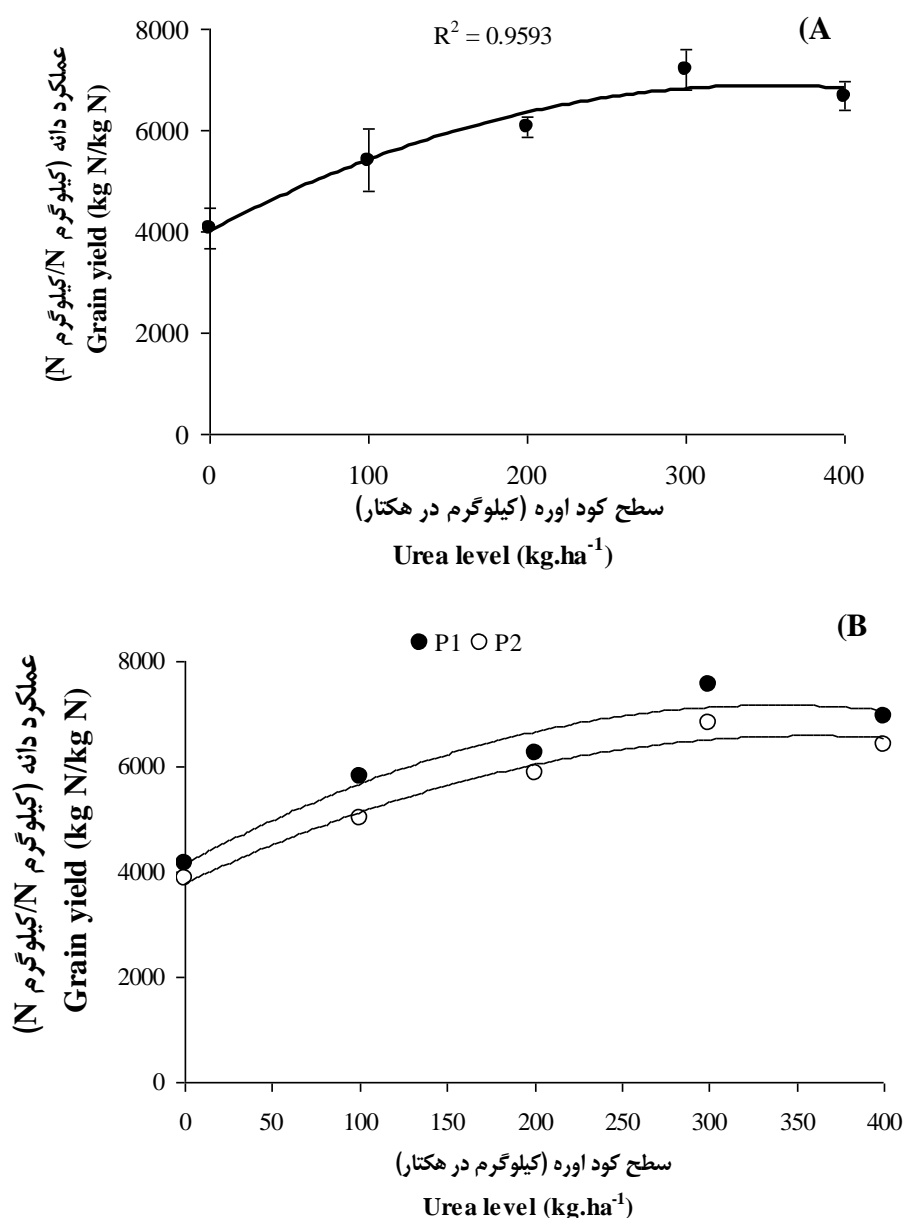 (A
R² = 0.9593
8000
6000
4000
2000
0
عملکرد دانه (کیلوگرم N/کیلوگرم N)
Grain yield (kg N/kg N)
0 100 200 300 400
سطح کود اوره (کیلوگرم در هکتار)
Urea level (kg.ha⁻¹)
(B
P1 P2
8000
6000
4000
2000
0
عملکرد دانه (کیلوگرم N/کیلوگرم N)
Grain yield (kg N/kg N)
0 50 100 150 200 250 300 350 400
سطح کود اوره (کیلوگرم در هکتار)
Urea level (kg.ha⁻¹)